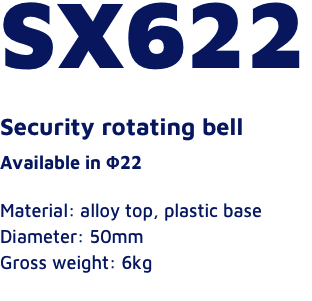 SX622
Security rotating bell
Available in Φ22
Material: alloy top, plastic base
Diameter: 50mm
Gross weight: 6kg